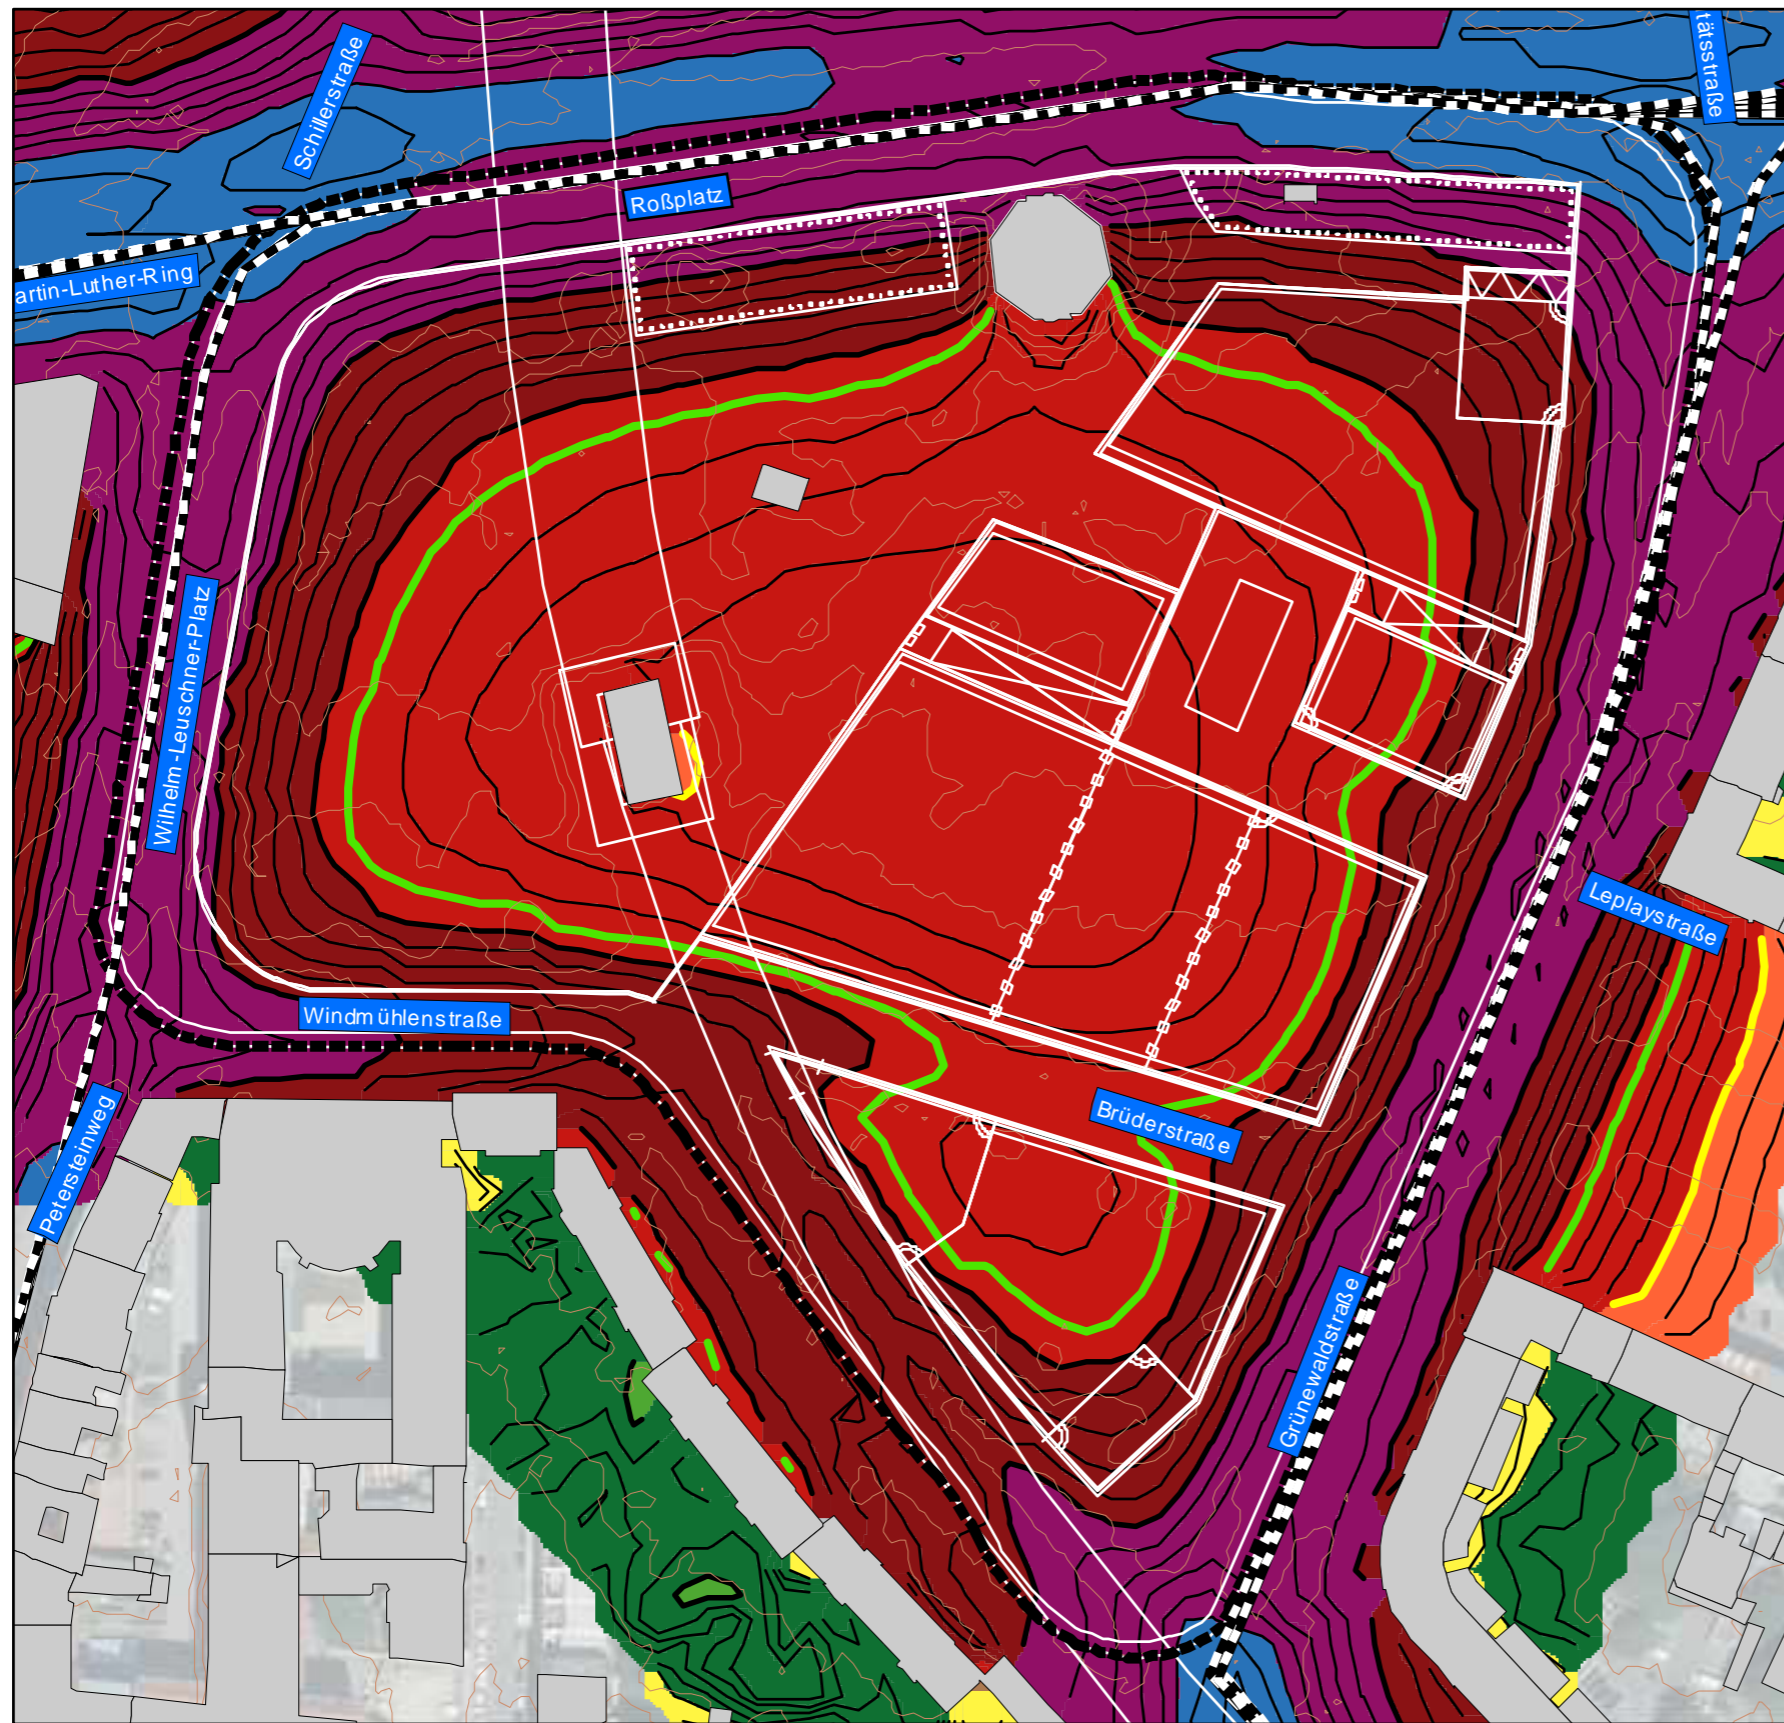 Schillerstraße
tätsstraße
Roßplatz
artin-Luther-Ring
Wilhelm-Leuschner-Platz
Leplaystraße
Windmühlenstraße
Brüderstraße
Petersteinweg
Grünewaldstraße